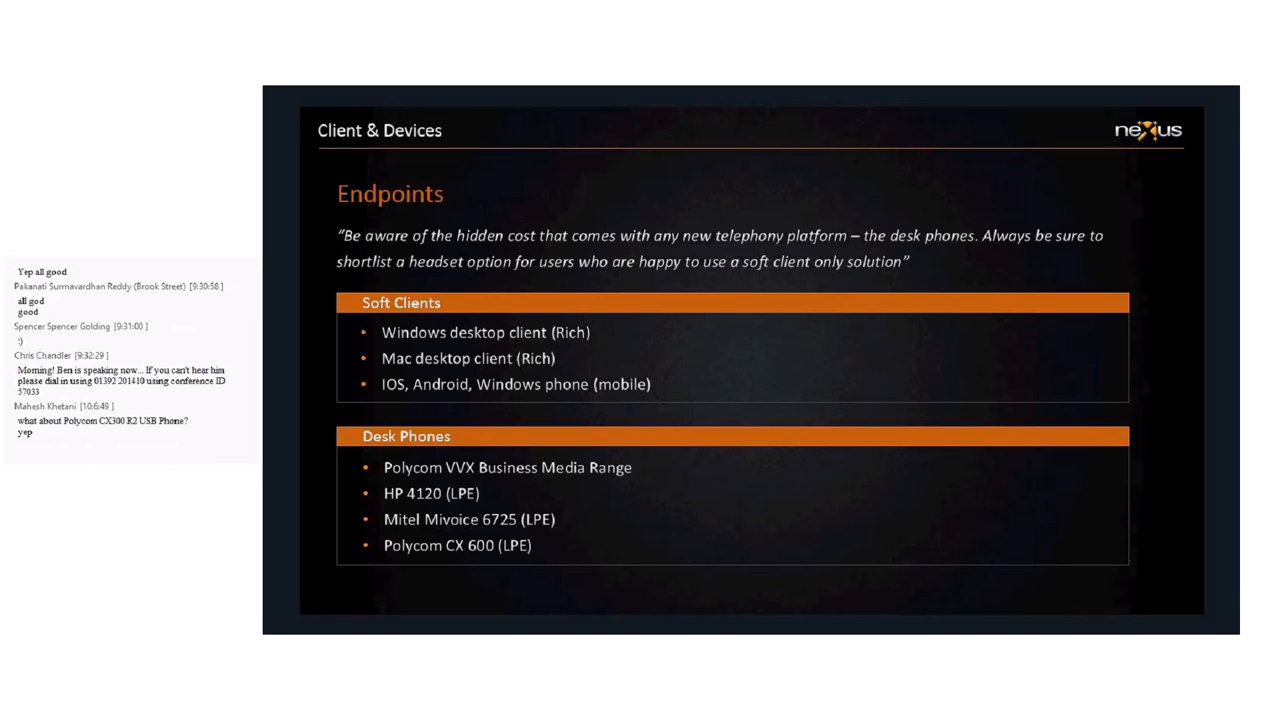 Yep all good
Pakanati Surmavardhan Reddy (Brook Street) [9:30:58 ]
all god
good
Spencer Spencer Golding [9:31:00 ]
:)
Chris Chandler [9:32:29 ]
Morning! Ben is speaking now... If you can't hear him
please dial in using 01392 201410 using conference ID
57033
Mahesh Khetani [10:6:49 ]
what about Polycom CX300 R2 USB Phone?
yep
Client & Devices
nexus
Endpoints
“Be aware of the hidden cost that comes with any new telephony platform – the desk phones. Always be sure to
shortlist a headset option for users who are happy to use a soft client only solution”
Soft Clients
• Windows desktop client (Rich)
• Mac desktop client (Rich)
• IOS, Android, Windows phone (mobile)
Desk Phones
• Polycom VVX Business Media Range
• HP 4120 (LPE)
• Mitel Mivoice 6725 (LPE)
• Polycom CX 600 (LPE)